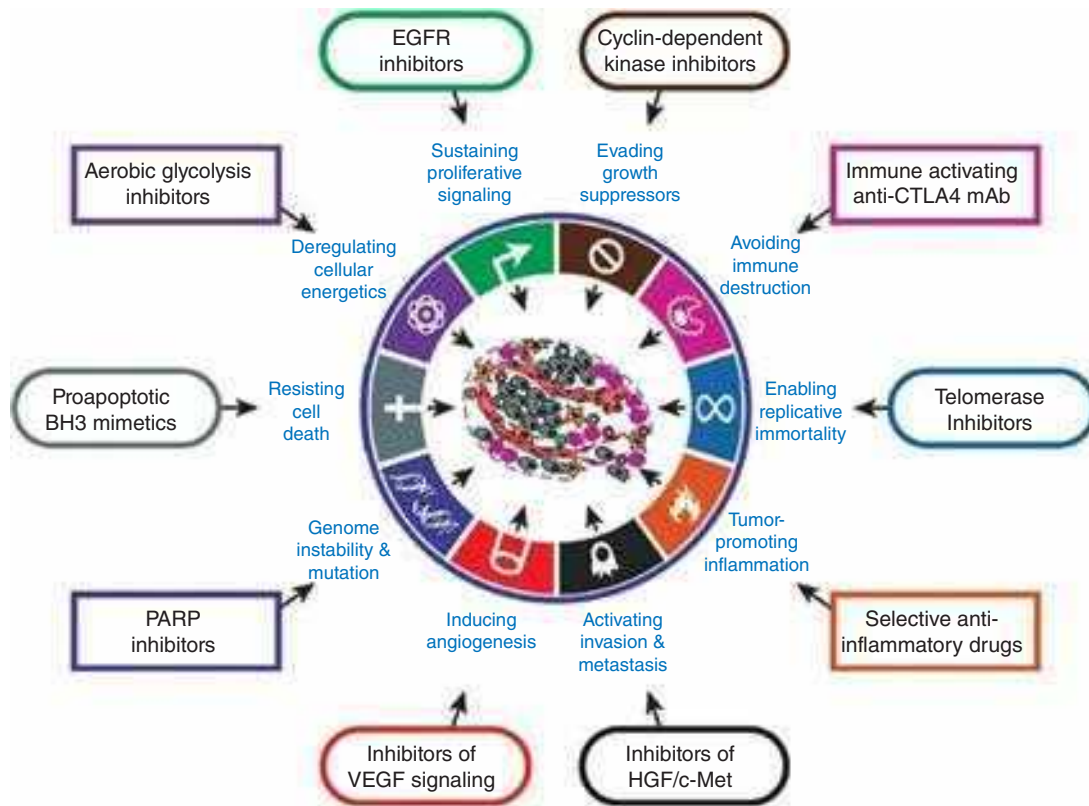 EGFR
inhibitors
Cyclin-dependent
kinase inhibitors
Aerobic glycolysis
inhibitors
Sustaining
proliferative
signaling
Evading
growth
suppressors
Immune activating
anti-CTLA4 mAb
Deregulating
cellular
energetics
Avoiding
immune
destruction
Proapoptotic
BH3 mimetics
Resisting
cell
death
Enabling
replicative
immortality
Telomerase
Inhibitors
Genome
instability &
mutation
Tumor-
promoting
inflammation
PARP
inhibitors
Inducing
angiogenesis
Activating
invasion &
metastasis
Selective anti-
inflammatory drugs
Inhibitors of
VEGF signaling
Inhibitors of
HGF/c-Met